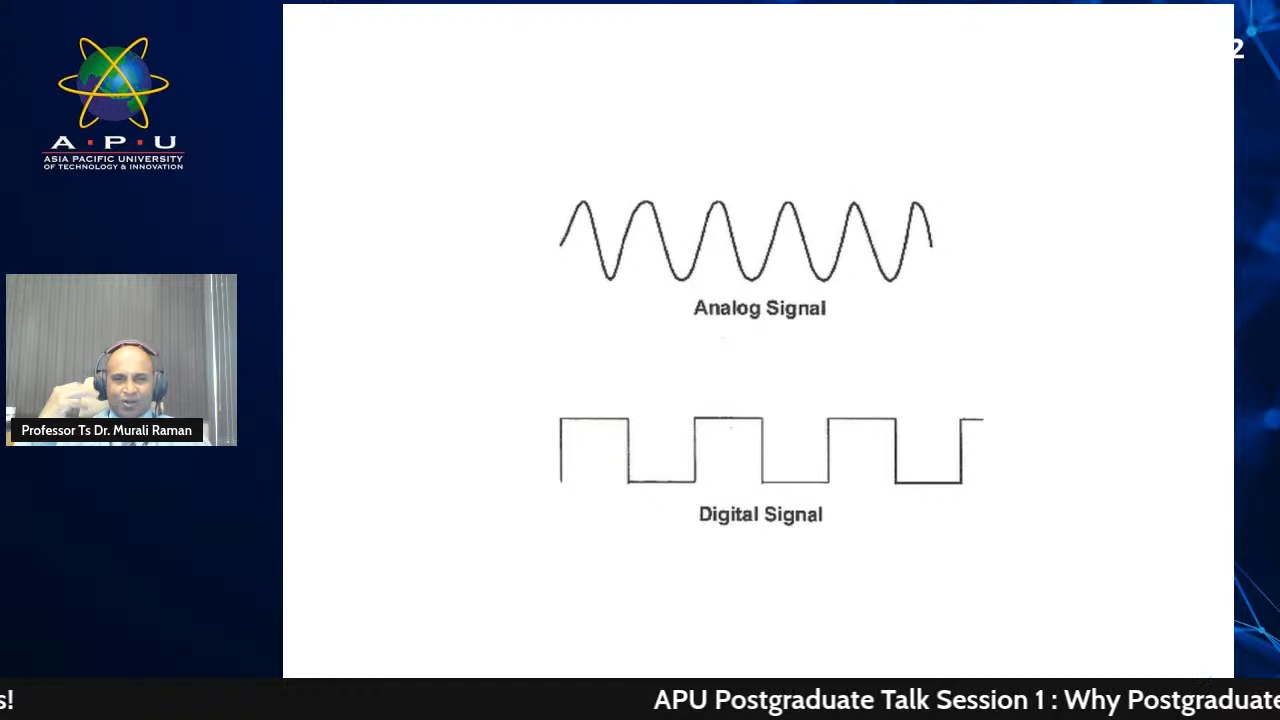 A·P·U
ASIA PACIFIC UNIVERSITY
OF TECHNOLOGY & INNOVATION
2
Analog Signal
Digital Signal
Professor Ts Dr. Murali Raman
s!
APU Postgraduate Talk Session 1 : Why Postgraduate